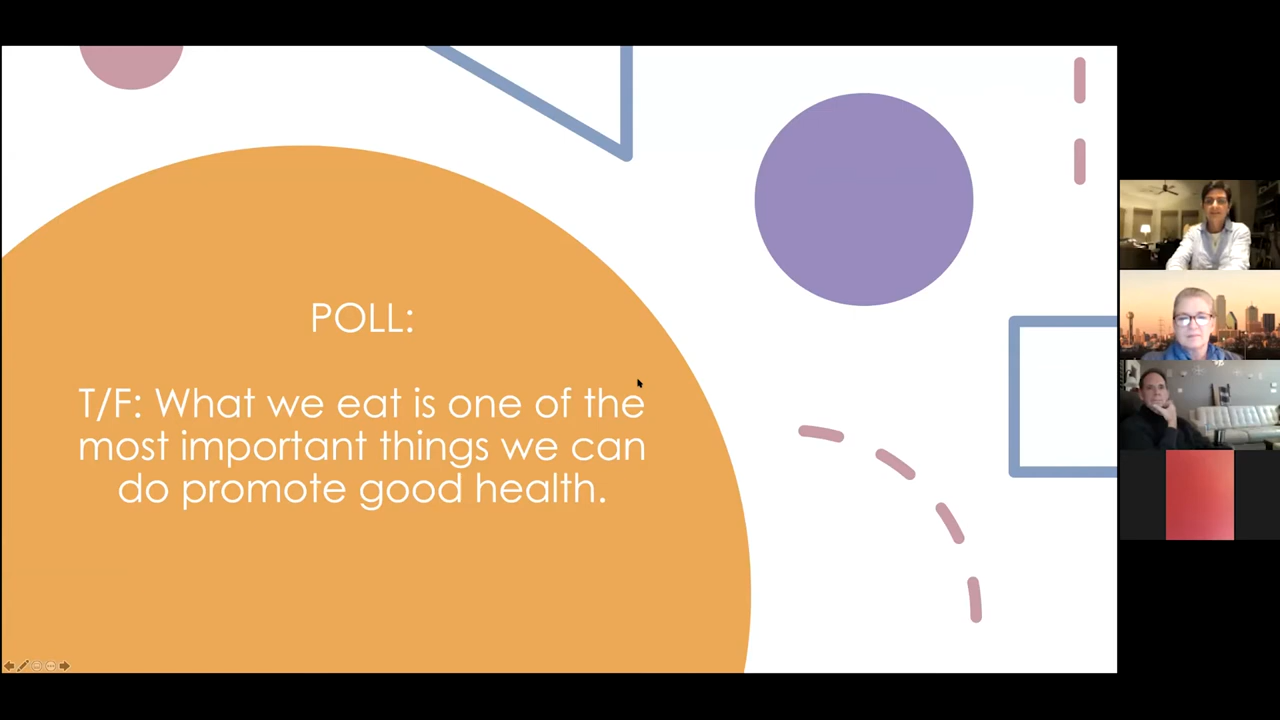 POLL:
T/F: What we eat is one of the
most important things we can
do promote good health.